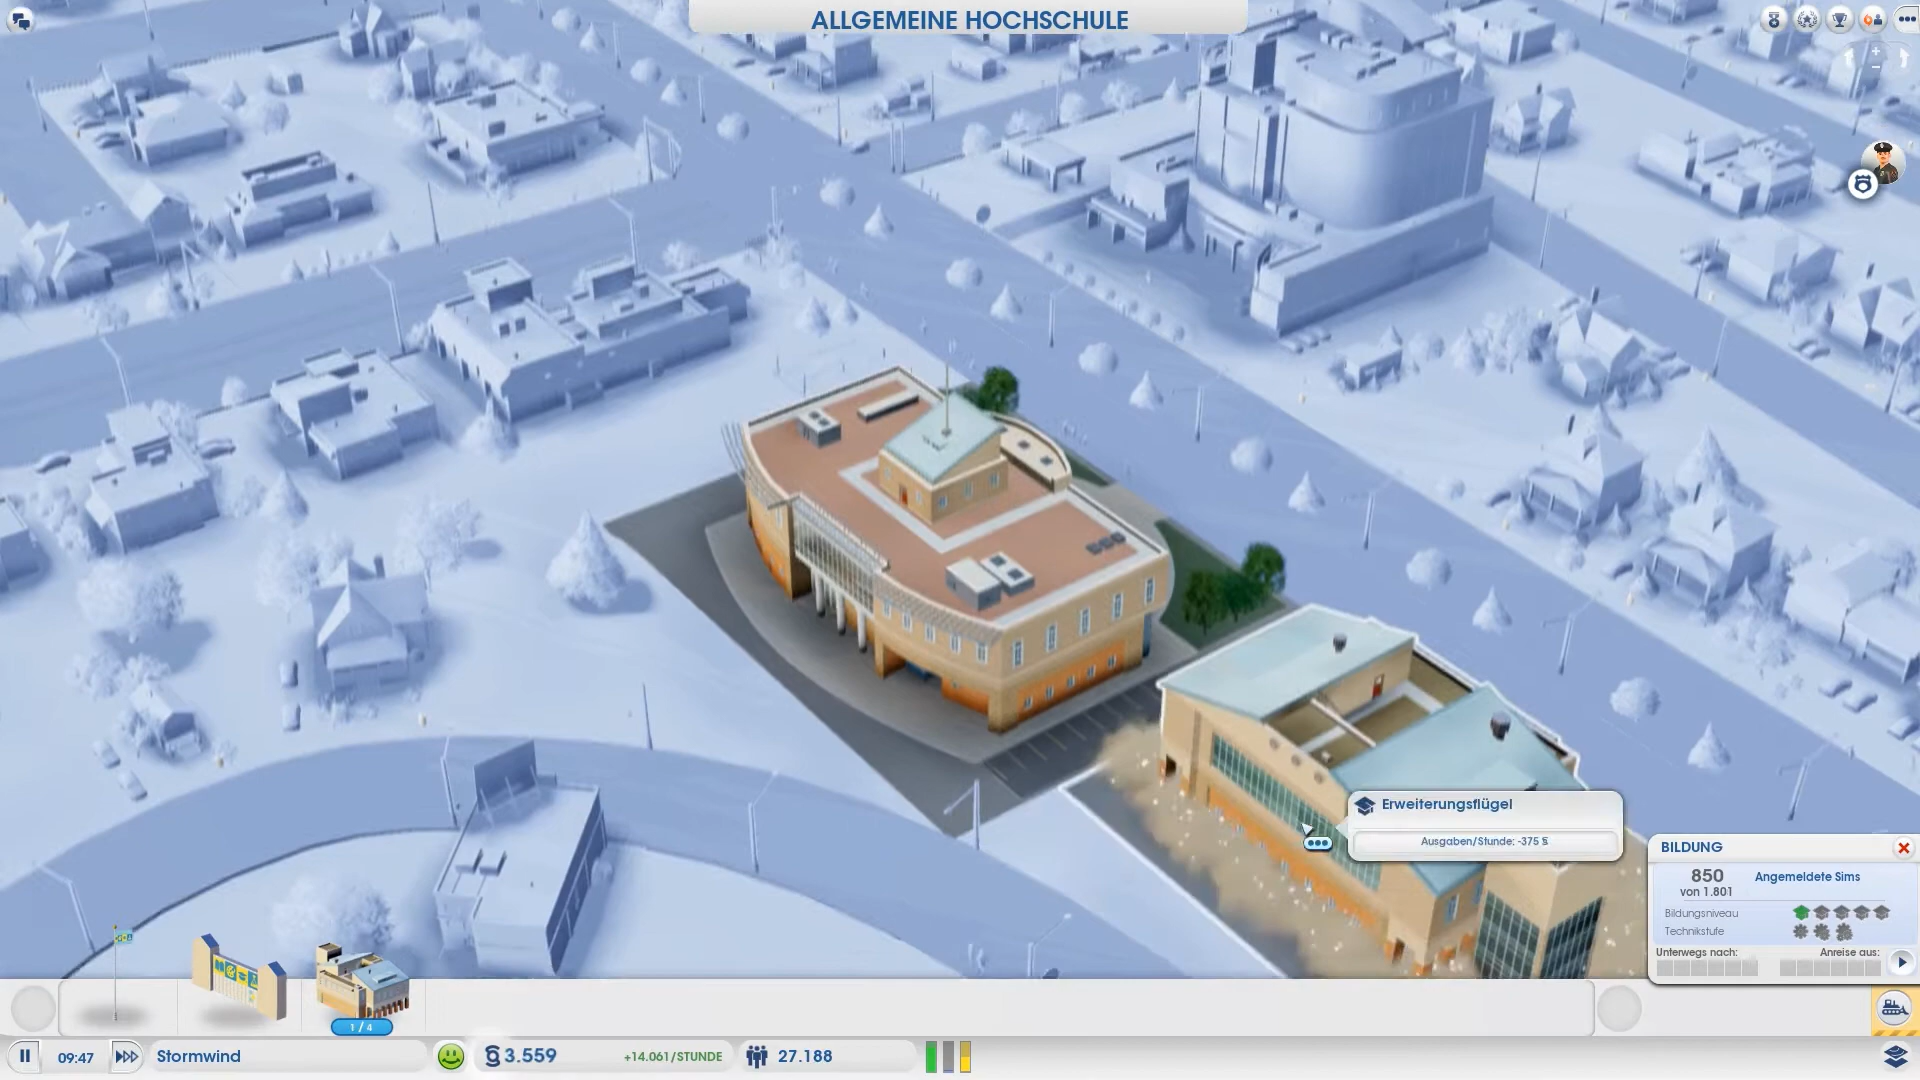 ALLGEMEINE HOCHSCHULE
Erweiterungsflügel
Ausgaben/Stunde: -375 §
BILDUNG
850
von 1.801
Angemeldete Sims
Bildungsniveau
Technikstufe
Unterwegs nach:
Anreise aus:
1 / 4
09:47
Stormwind
§ 3.559
+14.061/STUNDE
27.188